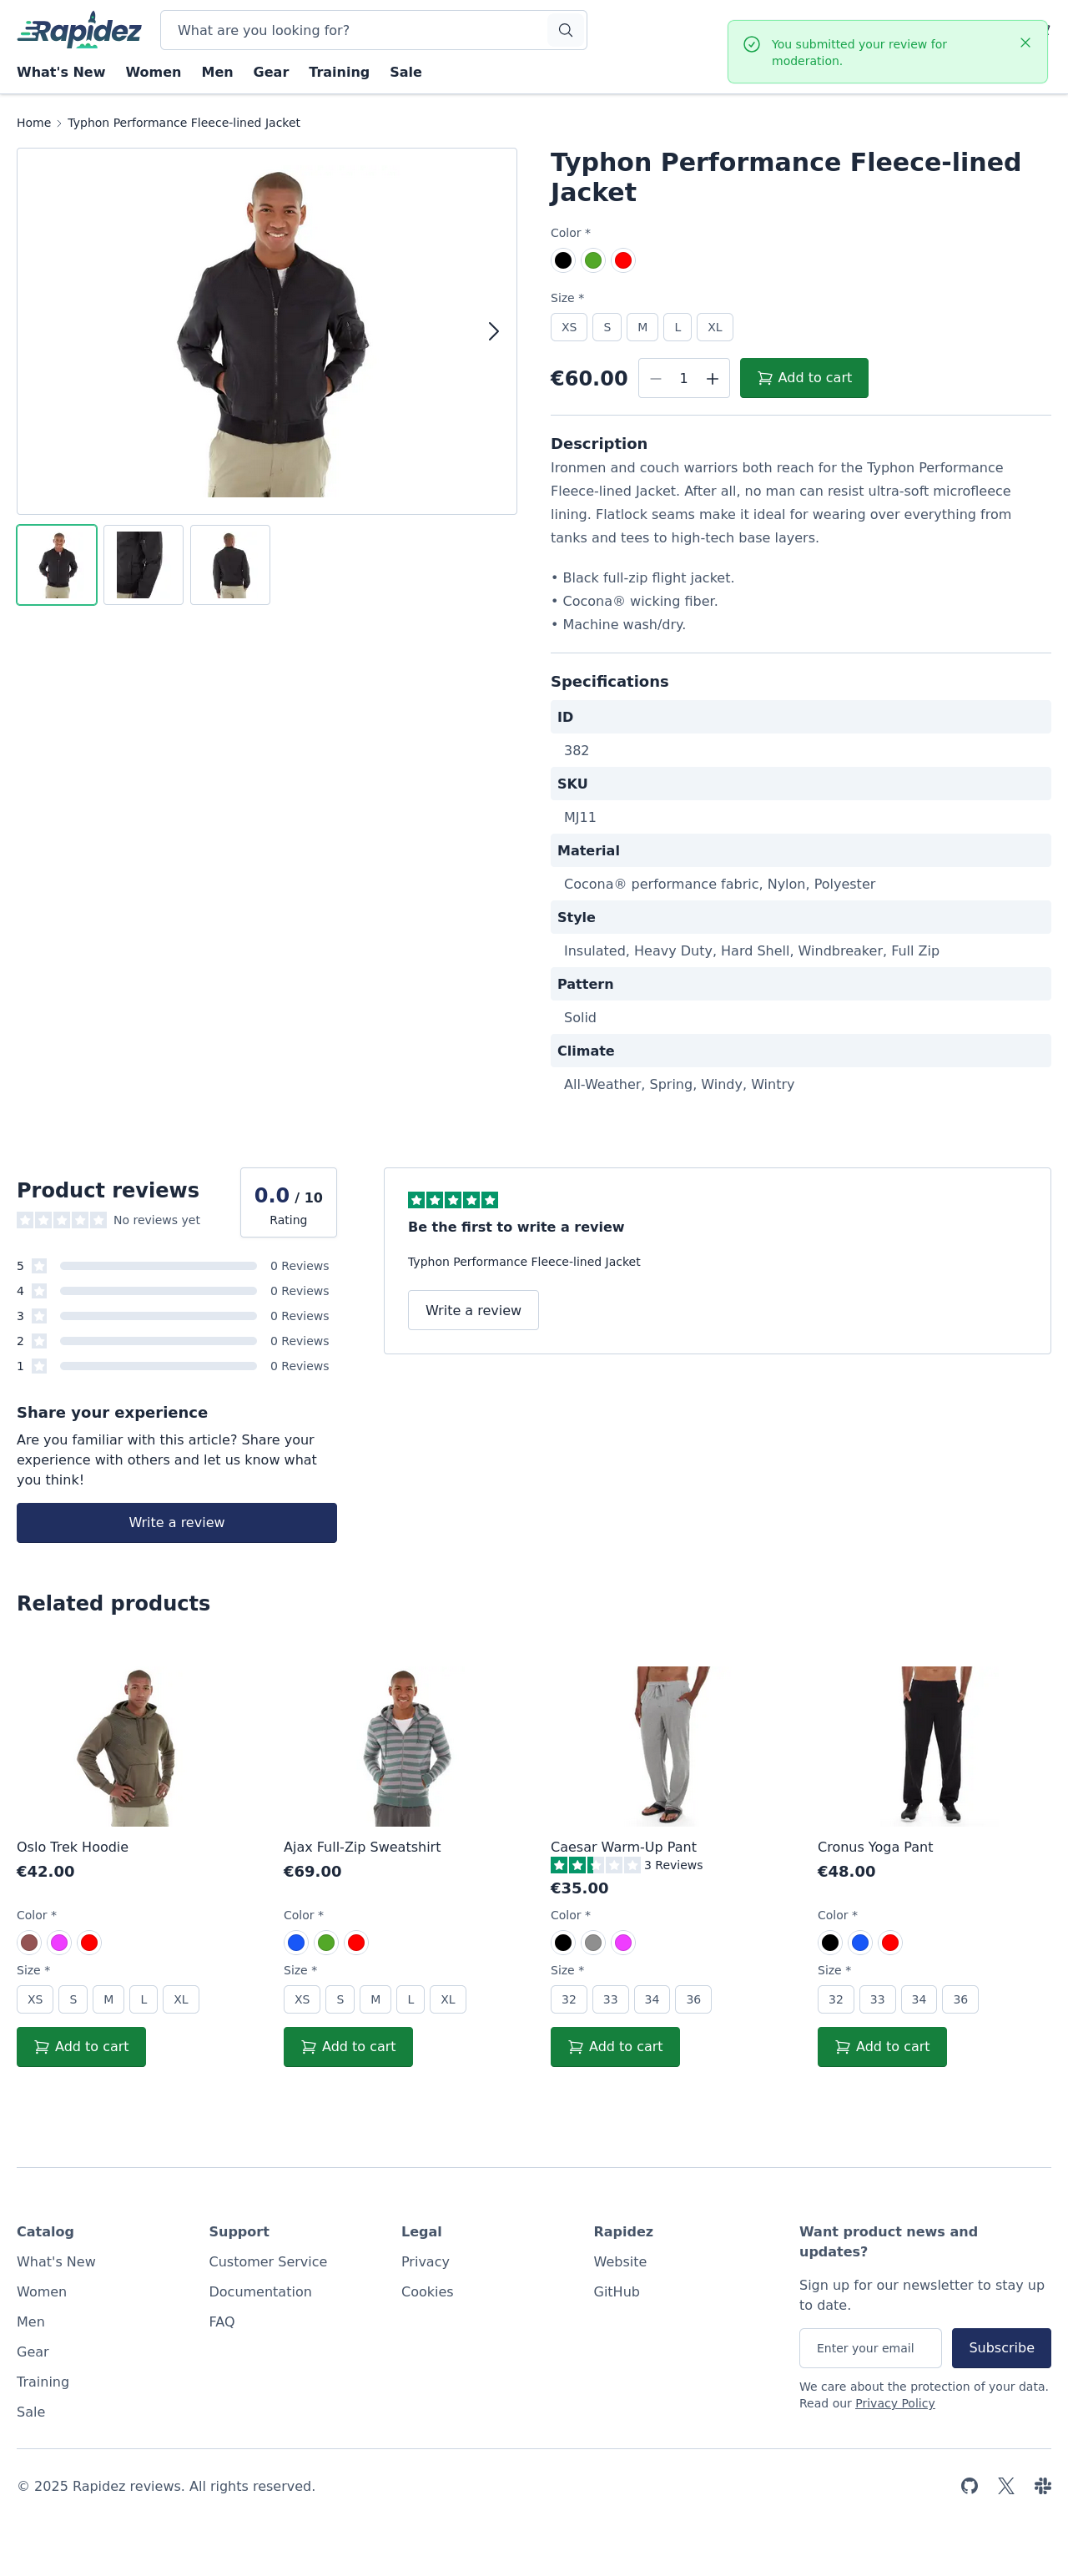 Rapidez
What are you looking for?
You submitted your review for
moderation.
What's New Women Men Gear Training Sale
Home Typhon Performance Fleece-lined Jacket
Typhon Performance Fleece-lined
Jacket
Color *
Size *
XS S M L XL
€60.00 1 Add to cart
Description
Ironmen and couch warriors both reach for the Typhon Performance
Fleece-lined Jacket. After all, no man can resist ultra-soft microfleece
lining. Flatlock seams make it ideal for wearing over everything from
tanks and tees to high-tech base layers.
• Black full-zip flight jacket.
• Cocona® wicking fiber.
• Machine wash/dry.
Specifications
ID
382
SKU
MJ11
Material
Cocona® performance fabric, Nylon, Polyester
Style
Insulated, Heavy Duty, Hard Shell, Windbreaker, Full Zip
Pattern
Solid
Climate
All-Weather, Spring, Windy, Wintry
Product reviews
No reviews yet
0.0 / 10
Rating
5 0 Reviews
4 0 Reviews
3 0 Reviews
2 0 Reviews
1 0 Reviews
Share your experience
Are you familiar with this article? Share your
experience with others and let us know what
you think!
Write a review
Be the first to write a review
Typhon Performance Fleece-lined Jacket
Write a review
Related products
Oslo Trek Hoodie
€42.00
Color *
Size *
XS S M L XL
Add to cart
Ajax Full-Zip Sweatshirt
€69.00
Color *
Size *
XS S M L XL
Add to cart
Caesar Warm-Up Pant
3 Reviews
€35.00
Color *
Size *
32 33 34 36
Add to cart
Cronus Yoga Pant
€48.00
Color *
Size *
32 33 34 36
Add to cart
Catalog
What's New
Women
Men
Gear
Training
Sale
Support
Customer Service
Documentation
FAQ
Legal
Privacy
Cookies
Rapidez
Website
GitHub
Want product news and
updates?
Sign up for our newsletter to stay up
to date.
Enter your email Subscribe
We care about the protection of your data.
Read our Privacy Policy
© 2025 Rapidez reviews. All rights reserved.